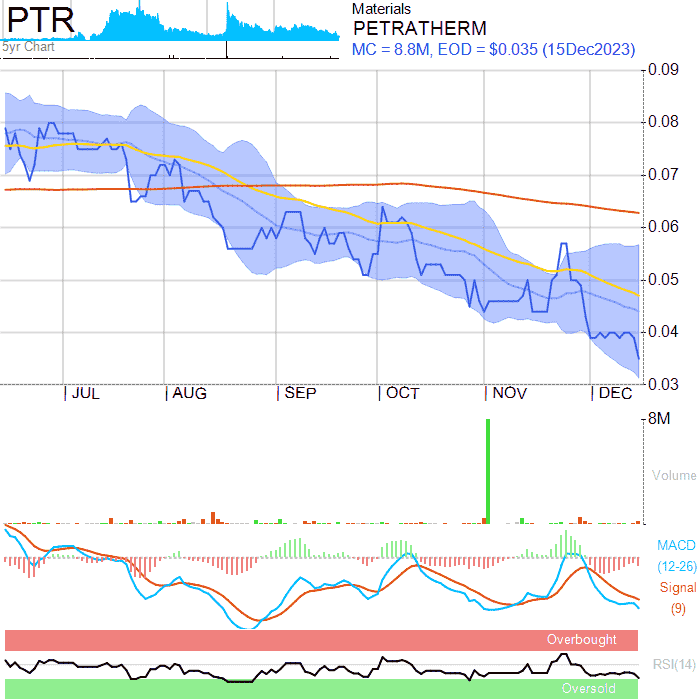 PTR
5yr Chart
Materials
PETRATHERM
MC = 8.8M, EOD = $0.035 (15Dec2023)
0.09
0.08
0.07
0.06
0.05
0.04
0.03
JUL AUG SEP OCT NOV DEC
8M
Volume
MACD
(12-26)
Signal
(9)
Overbought
RSI(14)
Oversold